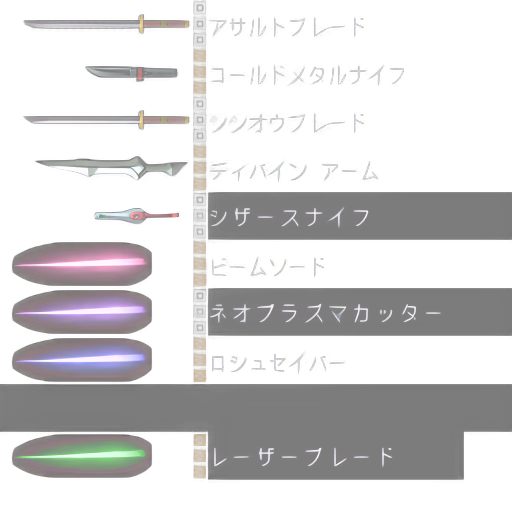 アサルトブレード
コールドメタルナイフ
シシオウブレード
ディバイン アーム
シザースナイフ
ビームソード
ネオプラズマカッター
ロシュセイバー
レーザーブレード